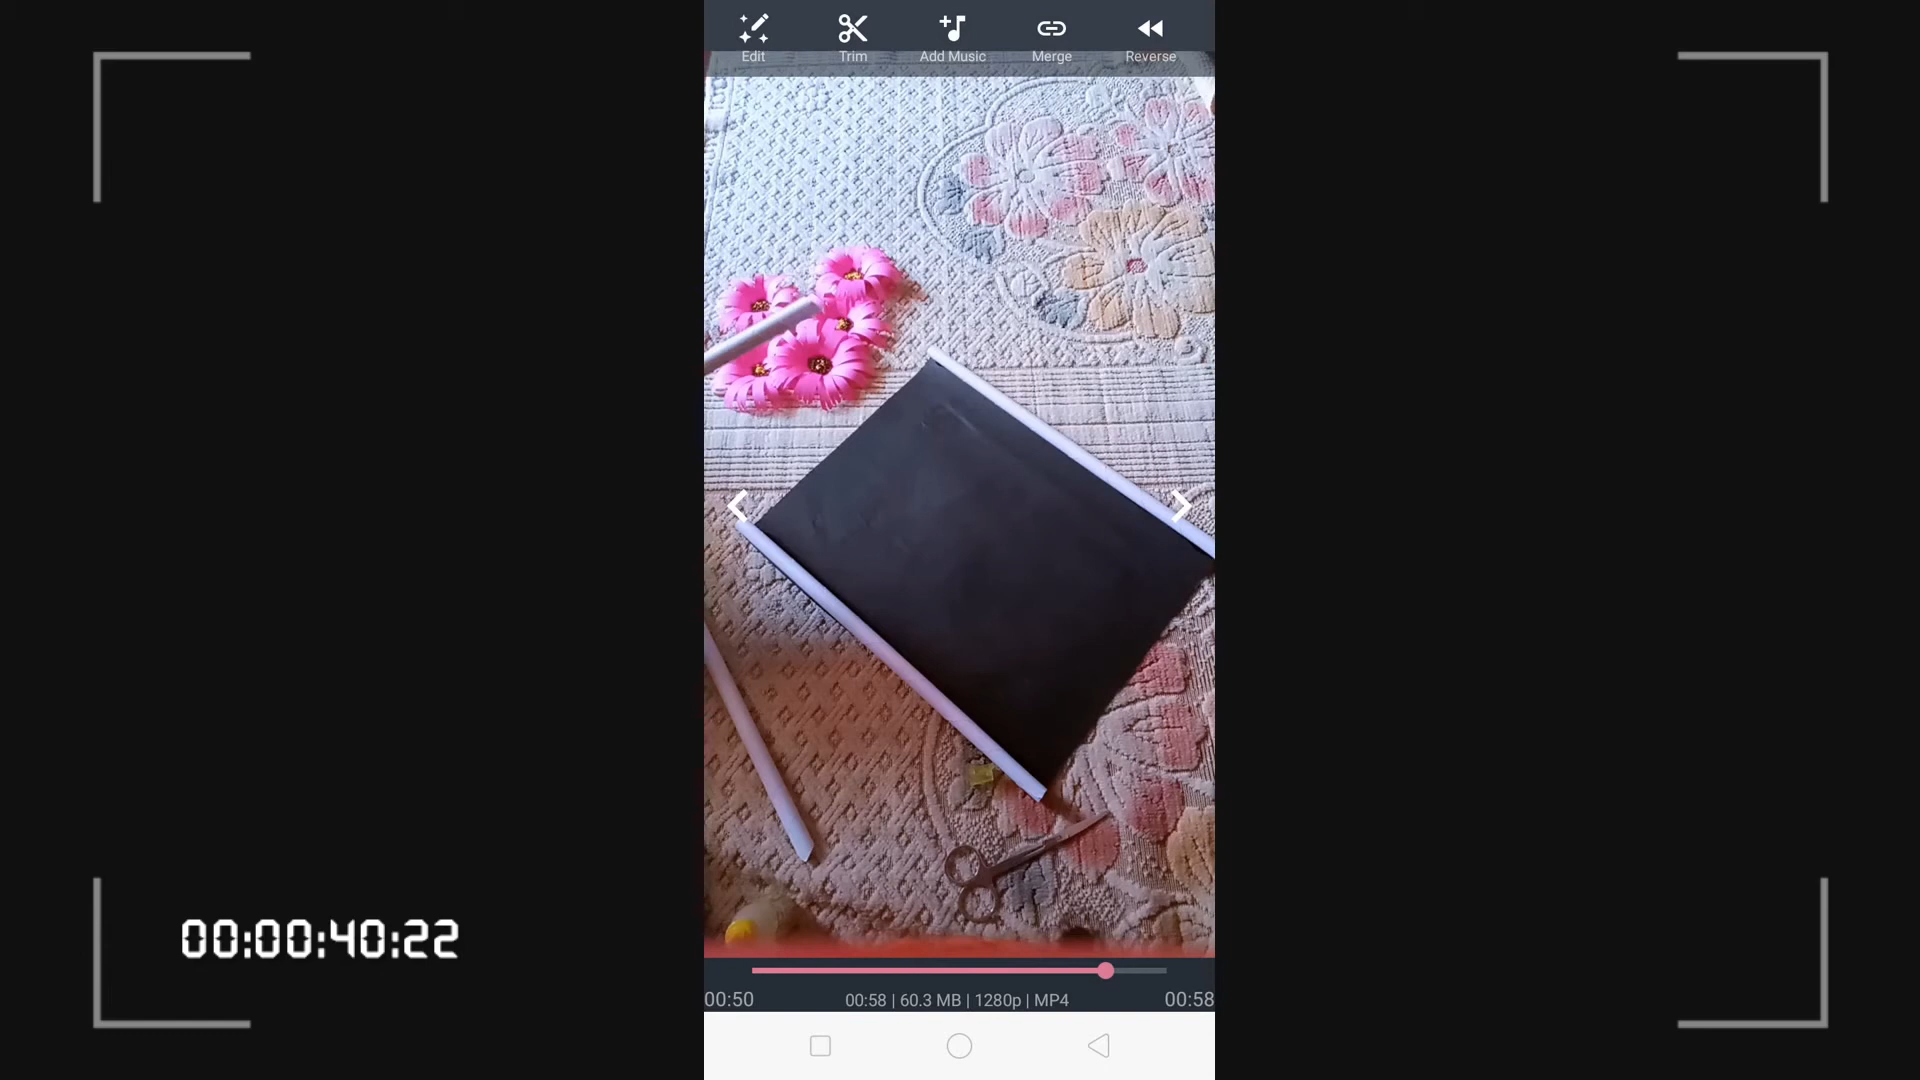 Edit Trim Add Music Merge Reverse
00:00:40:22
00:50 00:58 | 60.3 MB | 1280p | MP4 00:58